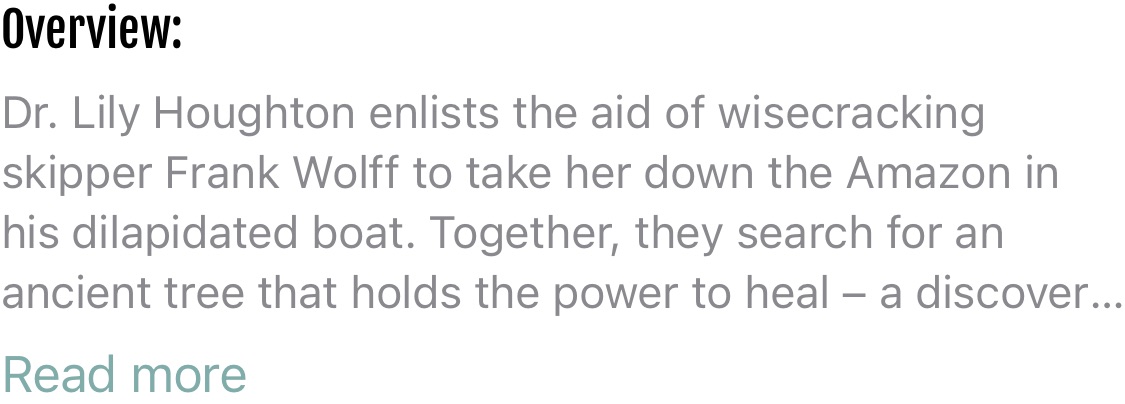 Overview:
Dr. Lily Houghton enlists the aid of wisecracking
skipper Frank Wolff to take her down the Amazon in
his dilapidated boat. Together, they search for an
ancient tree that holds the power to heal – a discover...
Read more